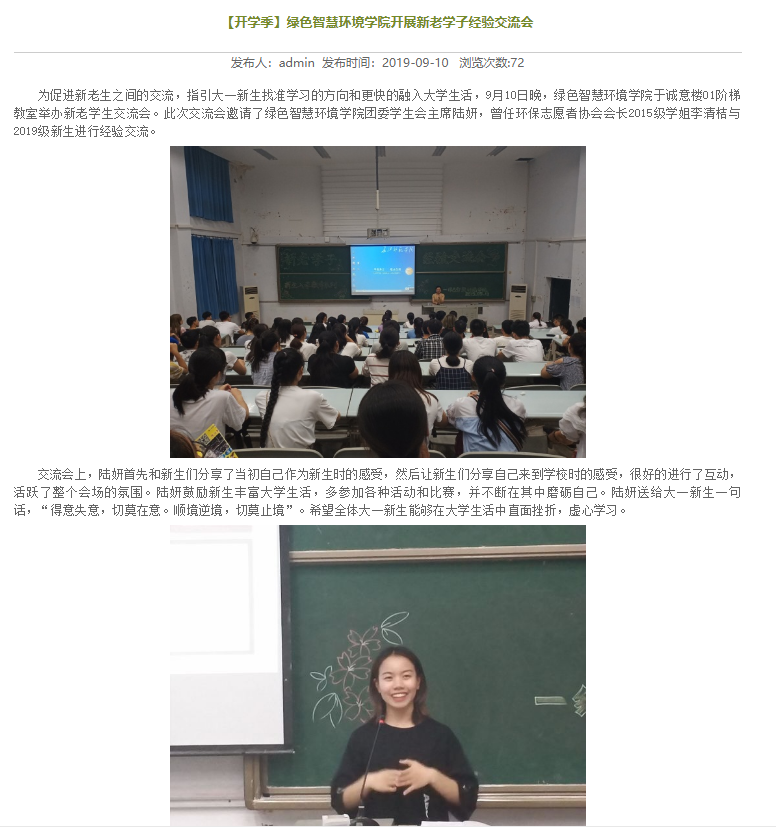 【开学季】绿色智慧环境学院开展新老学子经验交流会
发布人：admin 发布时间：2019-09-10 浏览次数:72
为促进新老生之间的交流，指引大一新生找准学习的方向和更快的融入大学生活，9月10日晚，绿色智慧环境学院于诚意楼01阶梯
教室举办新老学生交流会。此次交流会邀请了绿色智慧环境学院团委学生会主席陆妍，曾任环保志愿者协会会长2015级学姐李清桔与
2019级新生进行经验交流。
交流会上，陆妍首先和新生们分享了当初自己作为新生时的感受，然后让新生们分享自己来到学校时的感受，很好的进行了互动，
活跃了整个会场的氛围。陆妍鼓励新生丰富大学生活，多参加各种活动和比赛，并不断在其中磨砺自己。陆妍送给大一新生一句
话，“得意失意，切莫在意。顺境逆境，切莫止境”。希望全体大一新生能够在大学生活中直面挫折，虚心学习。